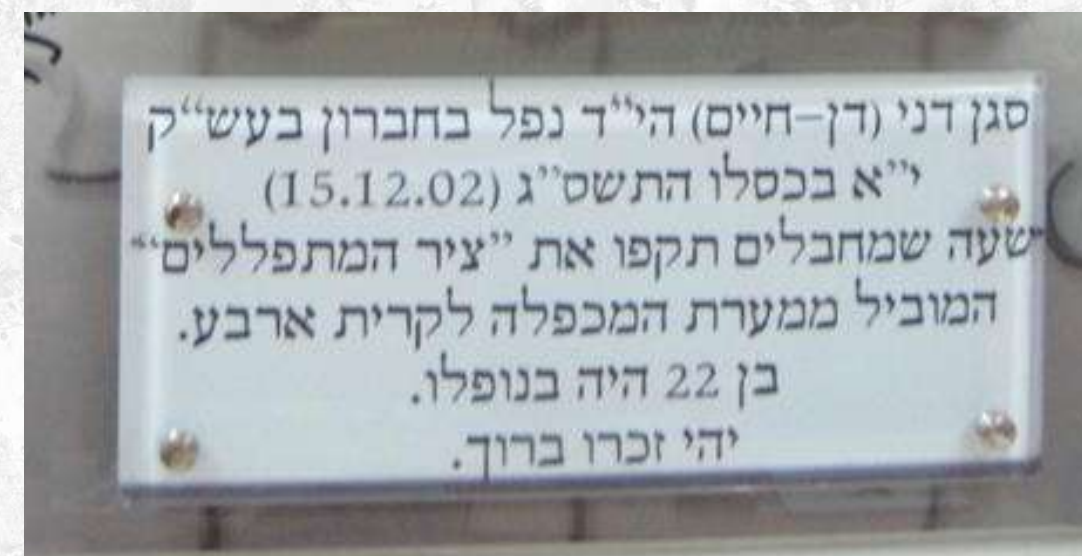 סגן דני (דן-חיים) הי"ד נפל בחברון בעש"ק
י"א בכסלו התשס"ג (15.12.02)
שעה שמחבלים תקפו את "ציר המתפללים"
המוביל ממערת המכפלה לקרית ארבע.
בן 22 היה בנופלו.
יהי זכרו ברוך.